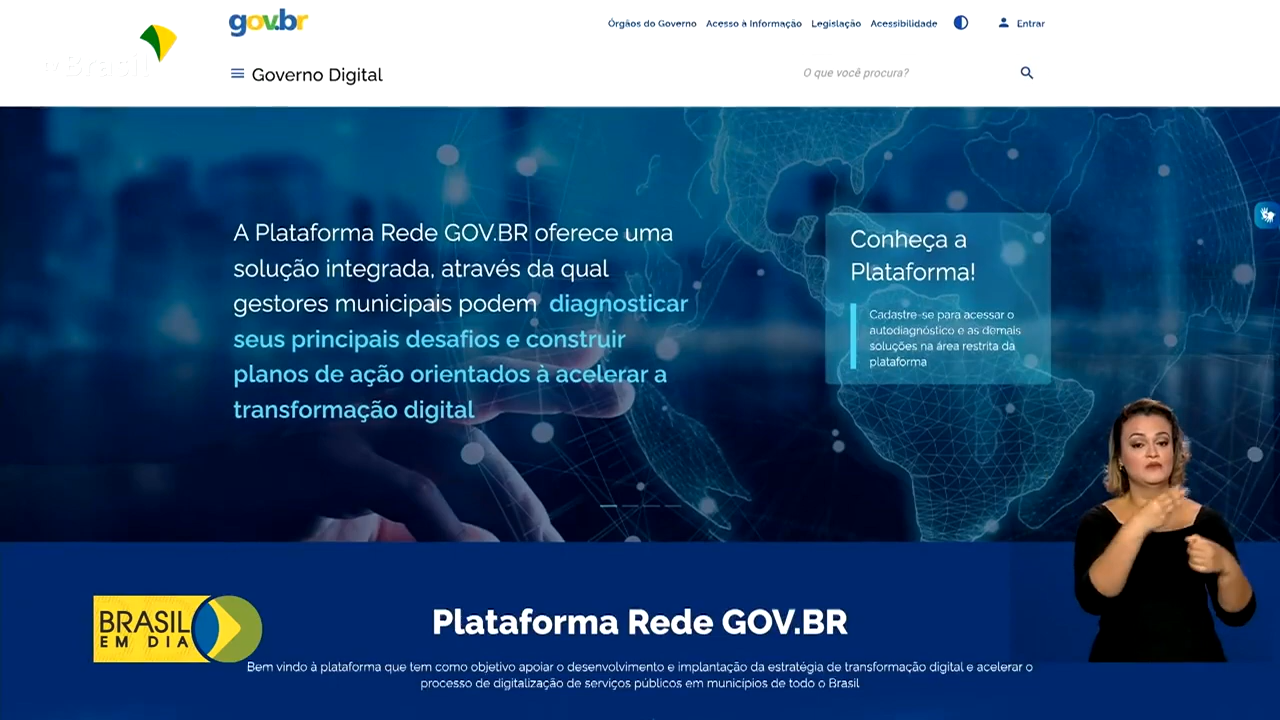 gov.br
Órgãos do Governo Acesso à Informação Legislação Acessibilidade Entrar
Brasil
Governo Digital
O que você procura?
A Plataforma Rede GOV.BR oferece uma
solução integrada, através da qual
gestores municipais podem diagnosticar
seus principais desafios e construir
planos de ação orientados à acelerar a
transformação digital
Conheça a
Plataforma!
Cadastre-se para acessar o
autodiagnóstico e as demais
soluções na área restrita da
plataforma
BRASIL
EM DIA
Plataforma Rede GOV.BR
Bem vindo à plataforma que tem como objetivo apoiar o desenvolvimento e implantação da estratégia de transformação digital e acelerar o
processo de digitalização de serviços públicos em municípios de todo o Brasil